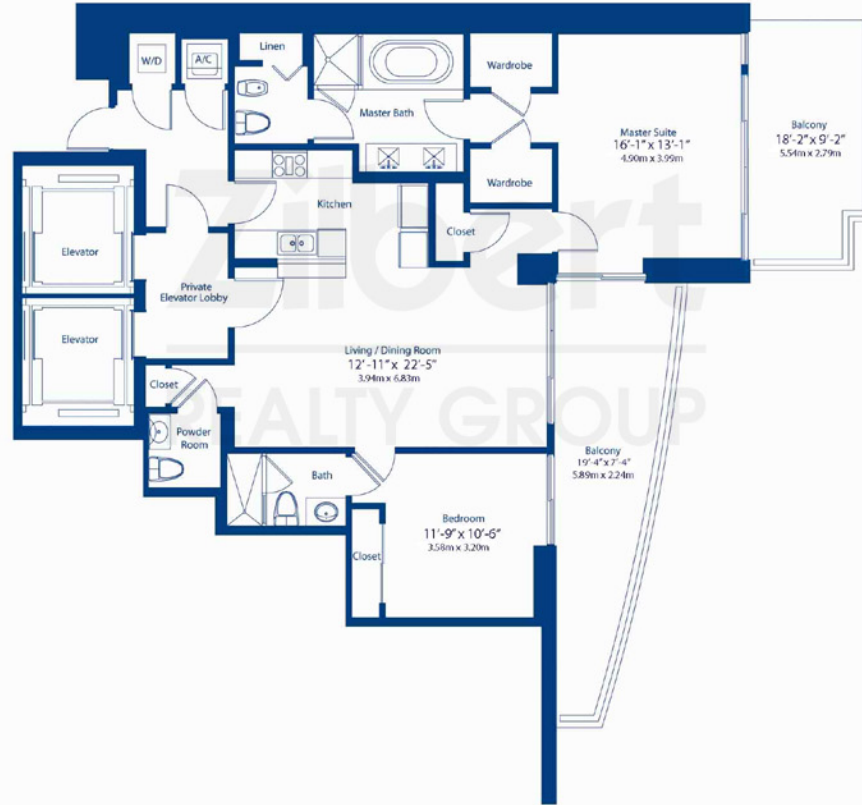 Linen
W/D
A/C
Wardrobe
Master Bath
Balcony
18'-2" x 9'-2"
5.54m x 2.79m
Master Suite
16'-1" x 13'-1"
4.90m x 3.99m
Wardrobe
Kitchen
Closet
Elevator
Private
Elevator Lobby
Zilbert
Elevator
Living / Dining Room
12'-11" x 22'-5"
3.94m x 6.83m
Closet
REALTY GROUP
Powder
Room
Balcony
19'-4" x 7'-4"
5.89m x 2.24m
Bath
Bedroom
11'-9" x 10'-6"
3.58m x 3.20m
Closet